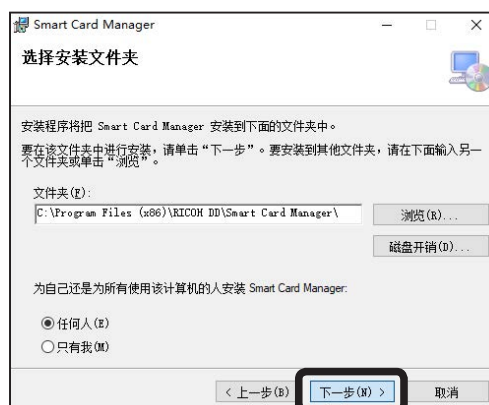 Smart Card Manager
选择安装文件夹
安装程序将把 Smart Card Manager 安装到下面的文件夹中。
要在该文件夹中进行安装，请单击“下一步”。要安装到其他文件夹，请在下面输入另一
个文件夹或单击“浏览”。
文件夹(F):
C:\Program Files (x86)\RICOH DD\Smart Card Manager\
浏览(R)...
磁盘开销(D)...
为自己还是为所有使用该计算机的人安装 Smart Card Manager:
任何人(E)
只有我(M)
< 上一步(B) 下一步(N) > 取消